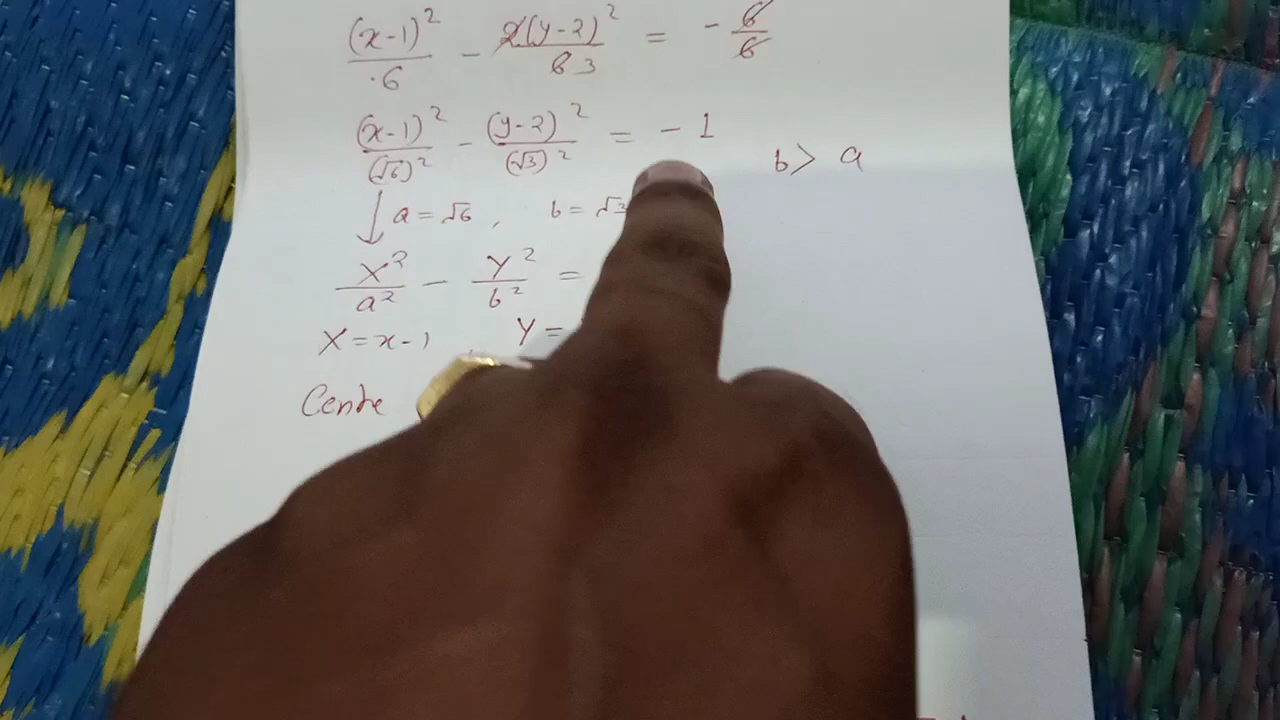 (x-1)²/6 - 2(y-2)²/6 3 = - 6/6
(x-1)²/(√6)² - (y-2)²/(√3)² = - 1
b > a
↓ a = √6 , b = √3
X²/a² - Y²/b² =
X = x-1 , Y =
Centre